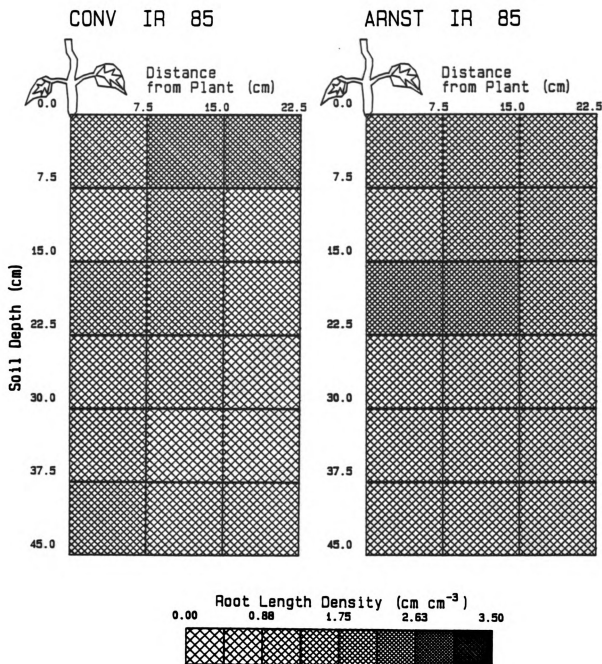 CONV IR 85
ARNST IR 85
Distance
from Plant (cm)
0.0 7.5 15.0 22.5
Distance
from Plant (cm)
0.0 7.5 15.0 22.5
Soil Depth (cm)
7.5
15.0
22.5
30.0
37.5
45.0
7.5
15.0
22.5
30.0
37.5
45.0
Root Length Density (cm cm⁻³)
0.00 0.88 1.75 2.63 3.50